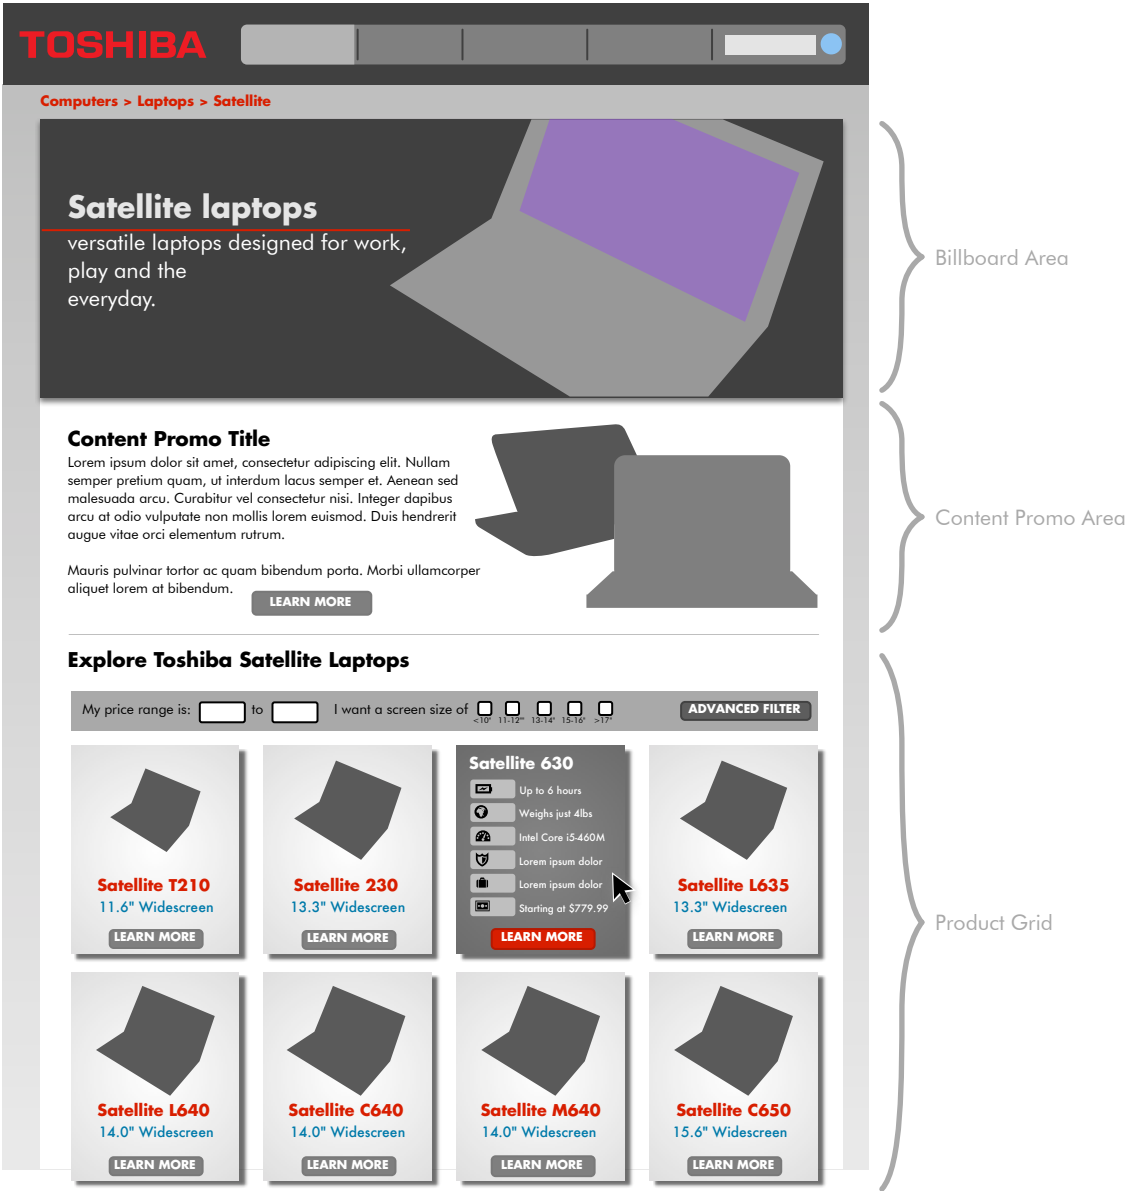 TOSHIBA
Computers > Laptops > Satellite
Satellite laptops
versatile laptops designed for work,
play and the
everyday.
Billboard Area
Content Promo Title
Lorem ipsum dolor sit amet, consectetur adipiscing elit. Nullam
semper pretium quam, ut interdum lacus semper et. Aenean sed
malesuada arcu. Curabitur vel consectetur nisi. Integer dapibus
arcu at odio vulputate non mollis lorem euismod. Duis hendrerit
augue vitae orci elementum rutrum.
Mauris pulvinar tortor ac quam bibendum porta. Morbi ullamcorper
aliquet lorem at bibendum.
LEARN MORE
Content Promo Area
Explore Toshiba Satellite Laptops
My price range is: to I want a screen size of
<10" 11-12"" 13-14" 15-16" >17"
ADVANCED FILTER
Satellite T210
11.6" Widescreen
LEARN MORE
Satellite 230
13.3" Widescreen
LEARN MORE
Satellite 630
Up to 6 hours
Weighs just 4lbs
Intel Core i5-460M
Lorem ipsum dolor
Lorem ipsum dolor
Starting at $779.99
LEARN MORE
Satellite L635
13.3" Widescreen
LEARN MORE
Product Grid
Satellite L640
14.0" Widescreen
LEARN MORE
Satellite C640
14.0" Widescreen
LEARN MORE
Satellite M640
14.0" Widescreen
LEARN MORE
Satellite C650
15.6" Widescreen
LEARN MORE